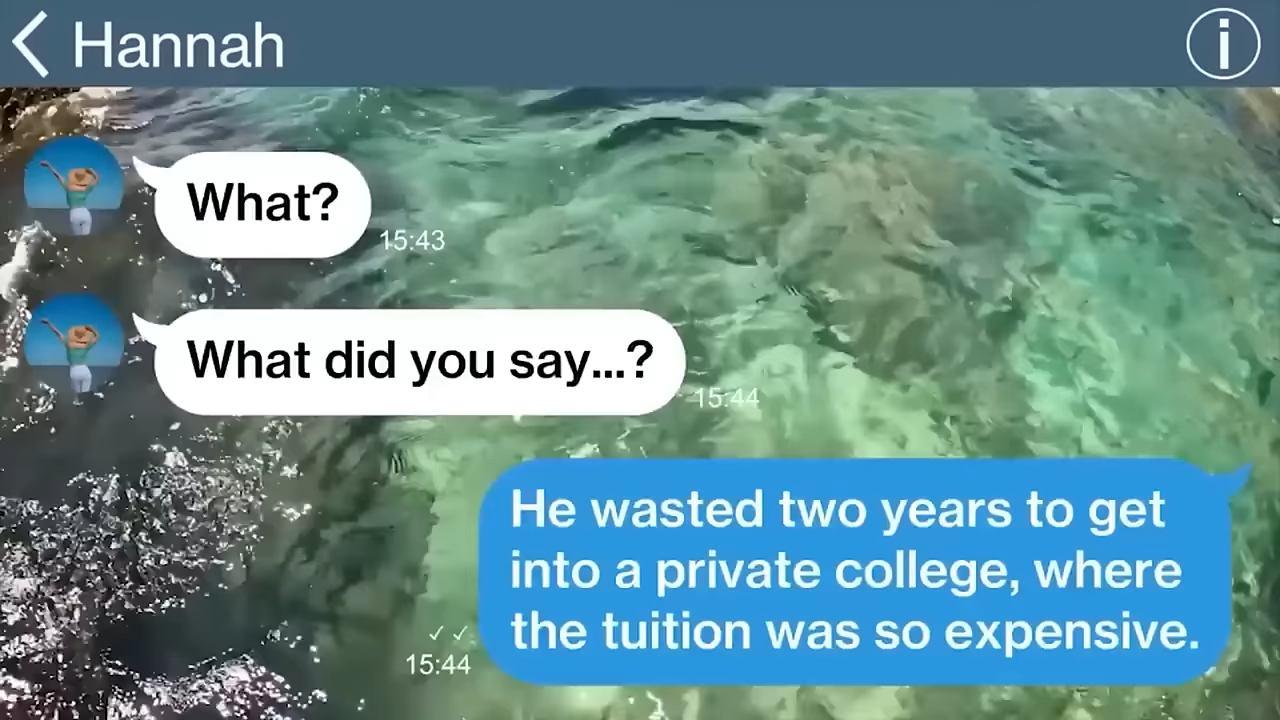 Hannah
What?
15:43
What did you say...?
15:44
He wasted two years to get
into a private college, where
the tuition was so expensive.
15:44